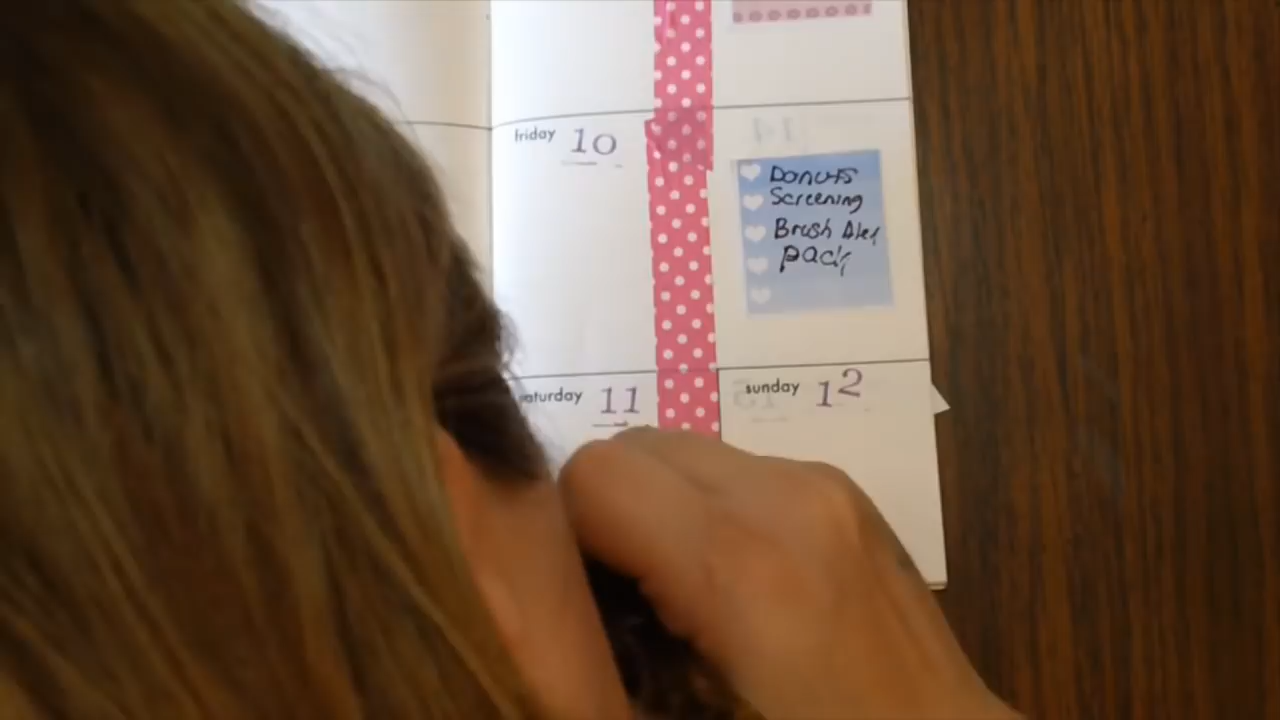 friday 10
Donuts
Screening
Brush Alex
pack
saturday 11
sunday 12